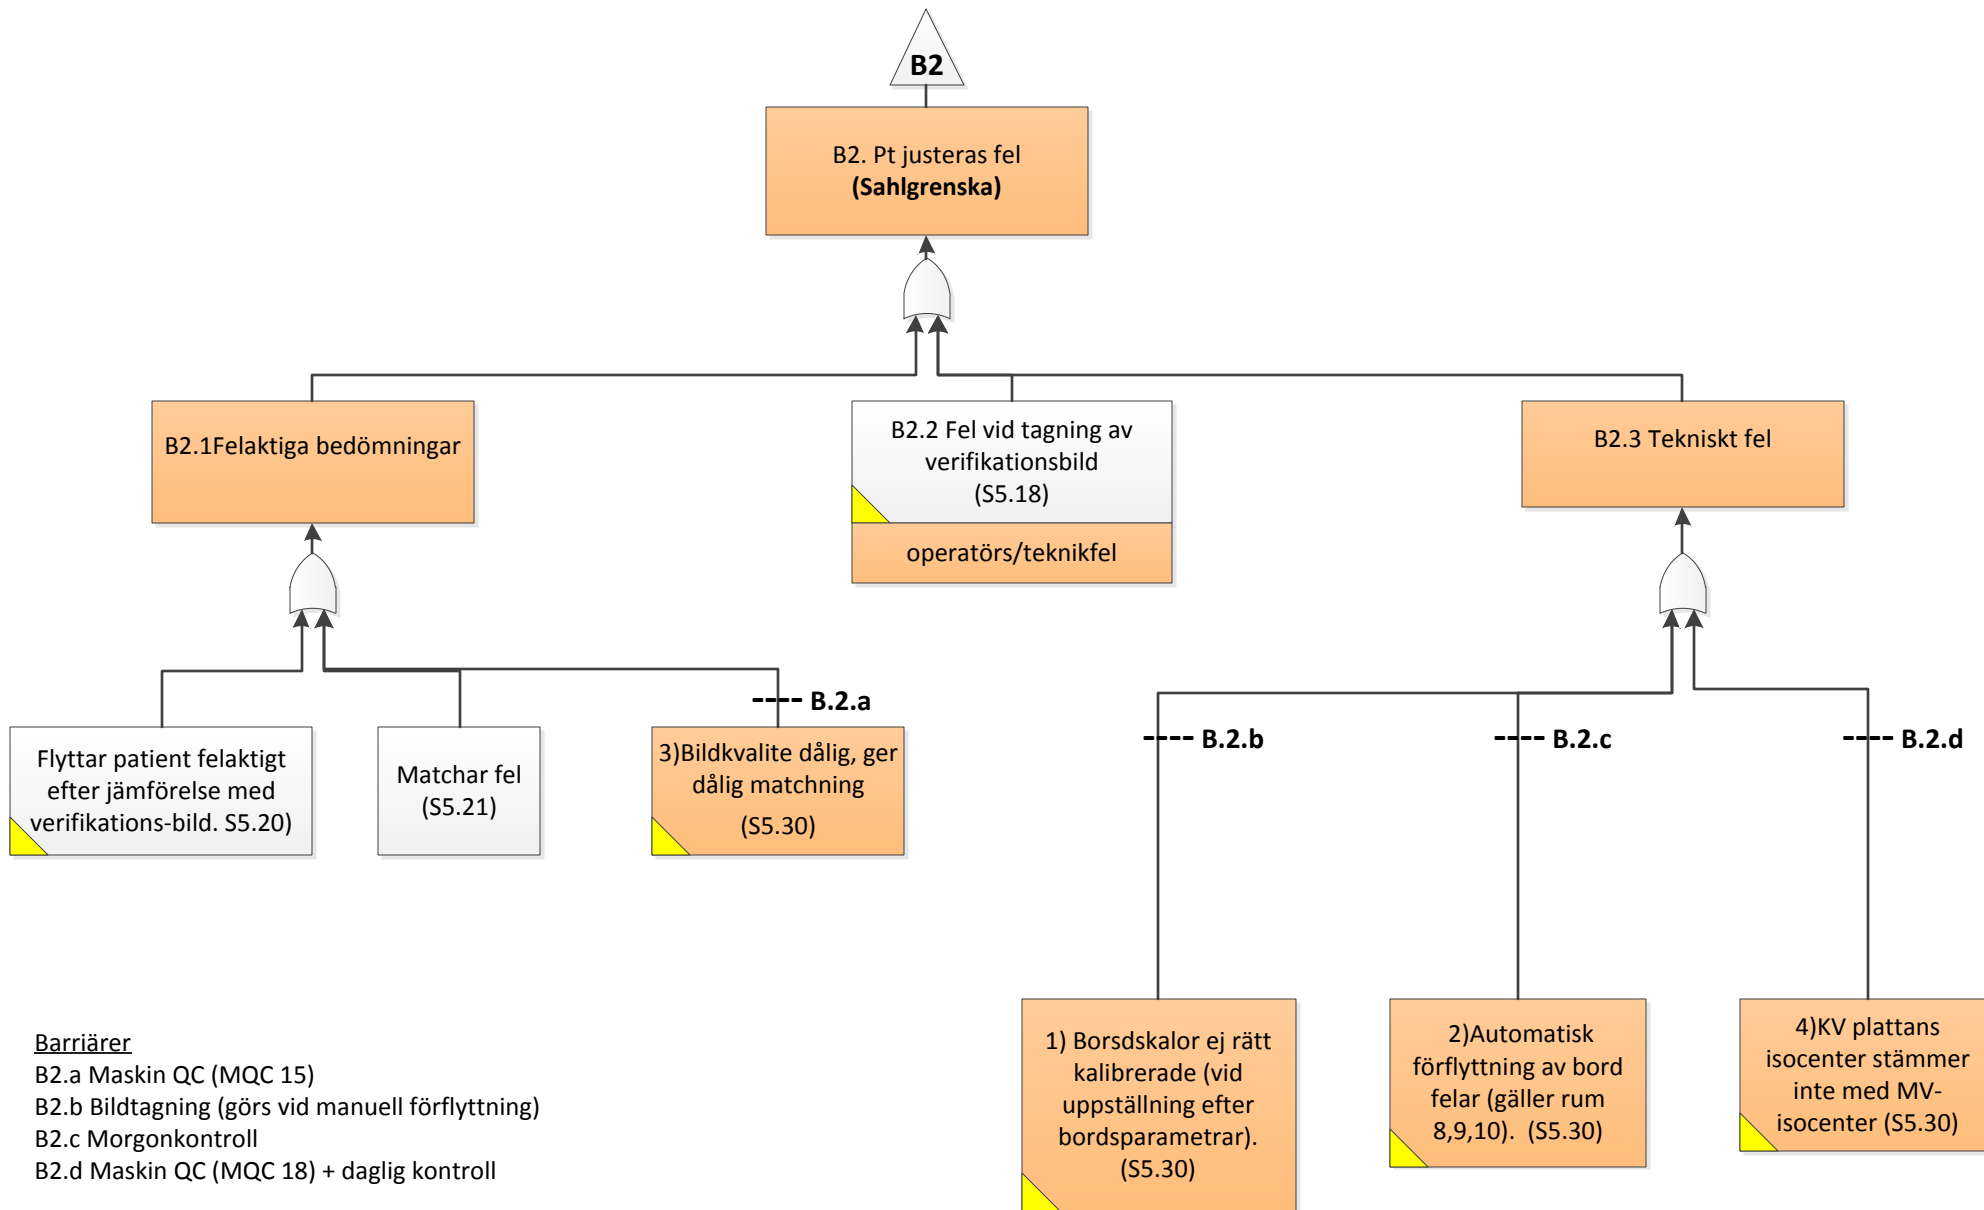 B2
B2. Pt justeras fel
(Sahlgrenska)
B2.1Felaktiga bedömningar
B2.2 Fel vid tagning av
verifikationsbild
(S5.18)
operatörs/teknikfel
B2.3 Tekniskt fel
---- B.2.a
Flyttar patient felaktigt
efter jämförelse med
verifikations-bild. S5.20)
Matchar fel
(S5.21)
3)Bildkvalite dålig, ger
dålig matchning
(S5.30)
---- B.2.b
---- B.2.c
---- B.2.d
1) Borsdskalor ej rätt
kalibrerade (vid
uppställning efter
bordsparametrar).
(S5.30)
2)Automatisk
förflyttning av bord
felar (gäller rum
8,9,10). (S5.30)
4)KV plattans
isocenter stämmer
inte med MV-
isocenter (S5.30)
Barriärer
B2.a Maskin QC (MQC 15)
B2.b Bildtagning (görs vid manuell förflyttning)
B2.c Morgonkontroll
B2.d Maskin QC (MQC 18) + daglig kontroll